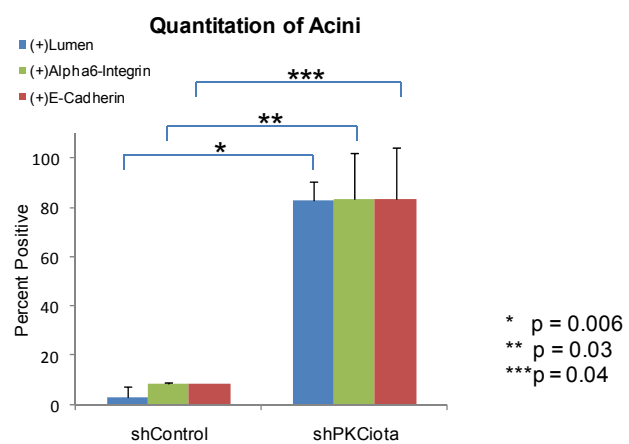 Quantitation of Acini
(+)Lumen
(+)Alpha6-Integrin
(+)E-Cadherin
***
**
*
Percent Positive
100
80
60
40
20
0
shControl
shPKCiota
* p = 0.006
** p = 0.03
***p = 0.04